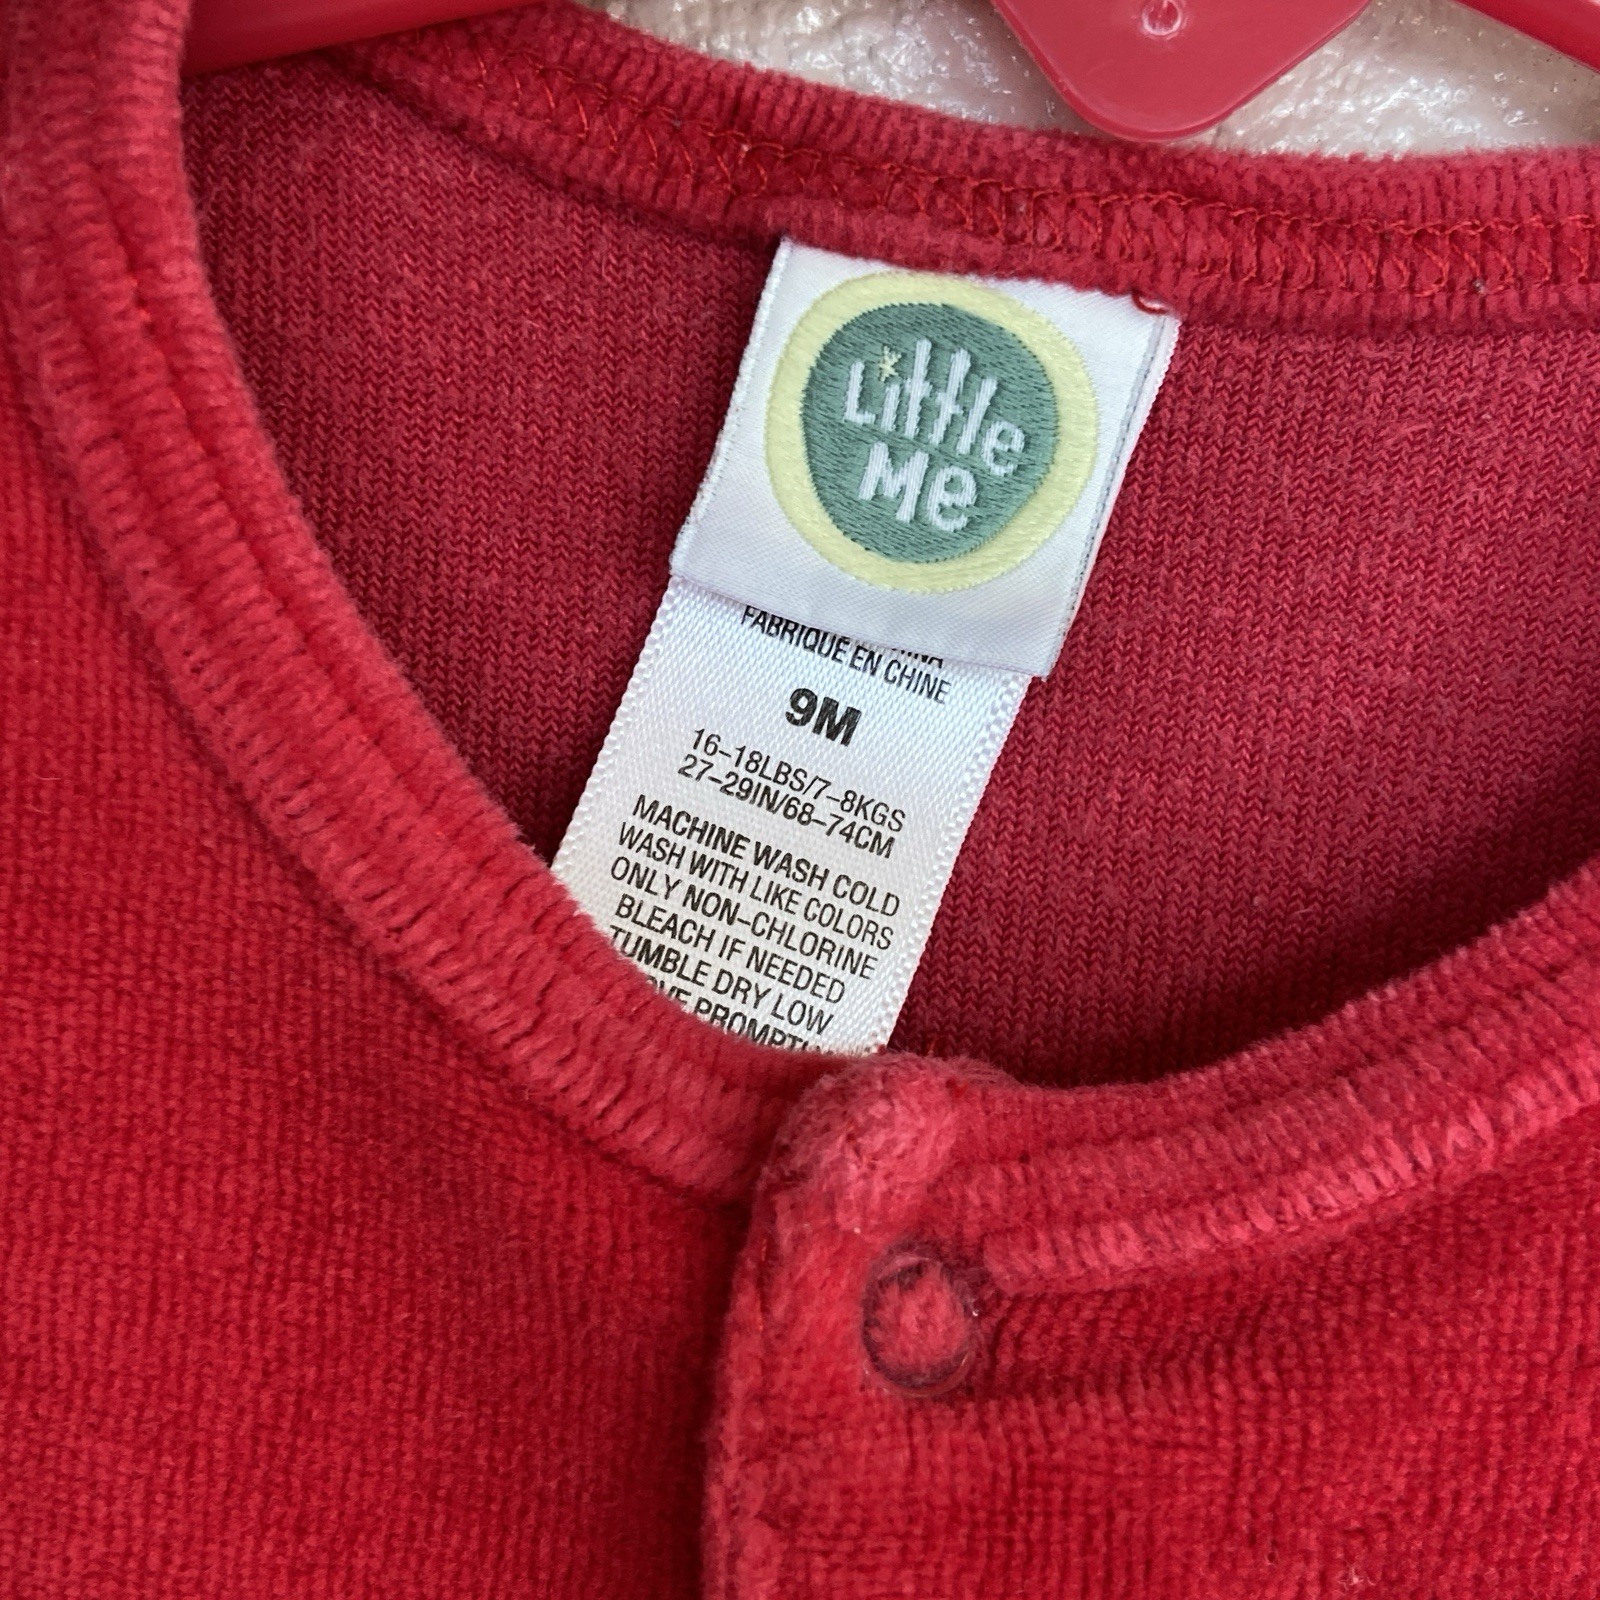 Little
Me
FABRIQUE EN CHINE
9M
16-18LBS/7-8KGS
27-29IN/68-74CM
MACHINE WASH COLD
WASH WITH LIKE COLORS
ONLY NON-CHLORINE
BLEACH IF NEEDED
TUMBLE DRY LOW